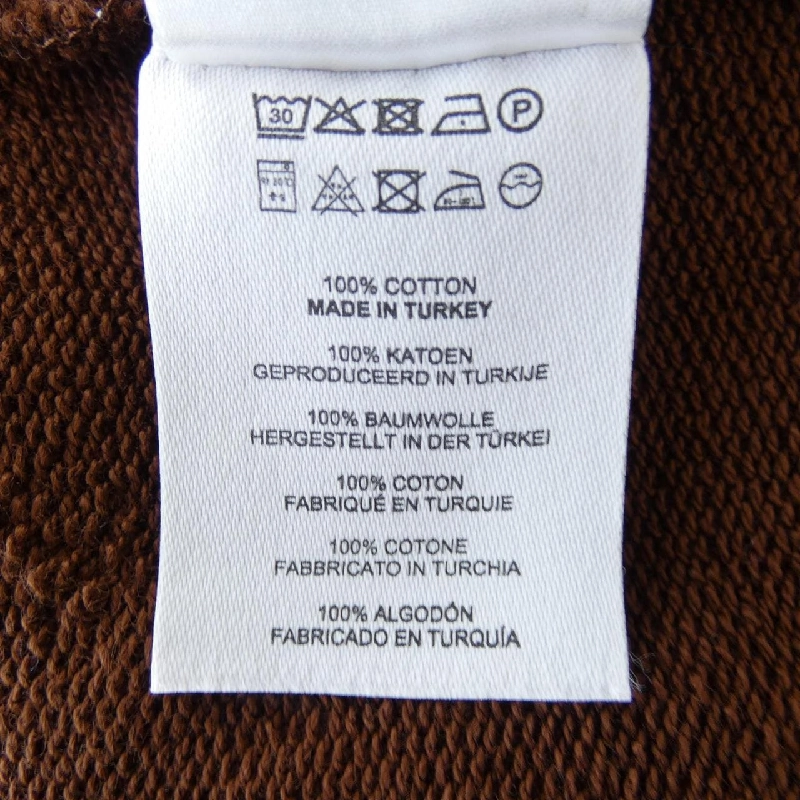 30
P
100% COTTON
MADE IN TURKEY
100% KATOEN
GEPRODUCEERD IN TURKIJE
100% BAUMWOLLE
HERGESTELLT IN DER TÜRKEI
100% COTON
FABRIQUÉ EN TURQUIE
100% COTONE
FABBRICATO IN TURCHIA
100% ALGODÓN
FABRICADO EN TURQUÍA